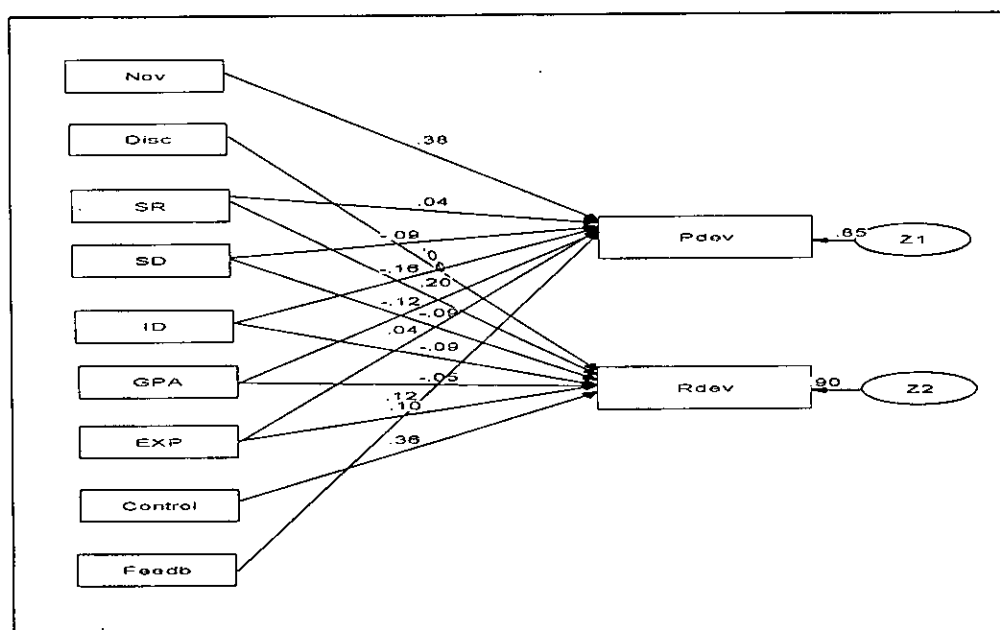 Nov
Disc
.38
SR
.04
Pdev
.85
Z1
SD
-.09
-.16
.20
ID
-.12
-.09
.04
-.09
GPA
-.05
Rdev
.90
Z2
EXP
.12
.10
.36
Control
Feedb